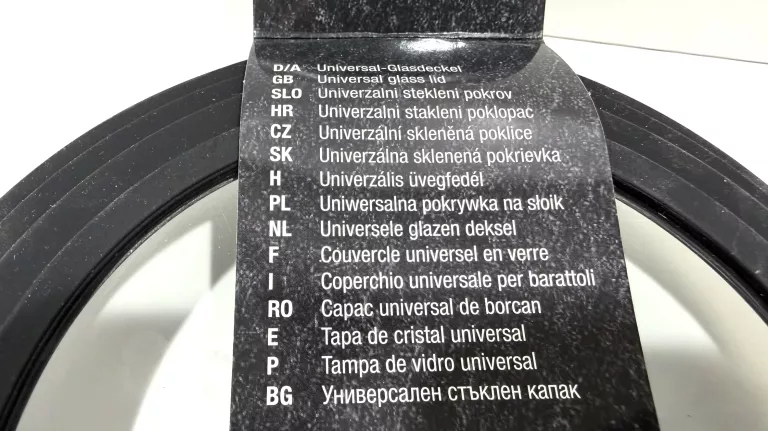 D/A Universal-Glasdeckel
GB Universal glass lid
SLO Univerzalni stekleni pokrov
HR Univerzalni stakleni poklopac
CZ Univerzální skleněná poklice
SK Univerzálna sklenená pokrievka
H Univerzális üvegfedél
PL Uniwersalna pokrywka na słoik
NL Universele glazen deksel
F Couvercle universel en verre
I Coperchio universale per barattoli
RO Capac universal de borcan
E Tapa de cristal universal
P Tampa de vidro universal
BG Универсален стъклен капак